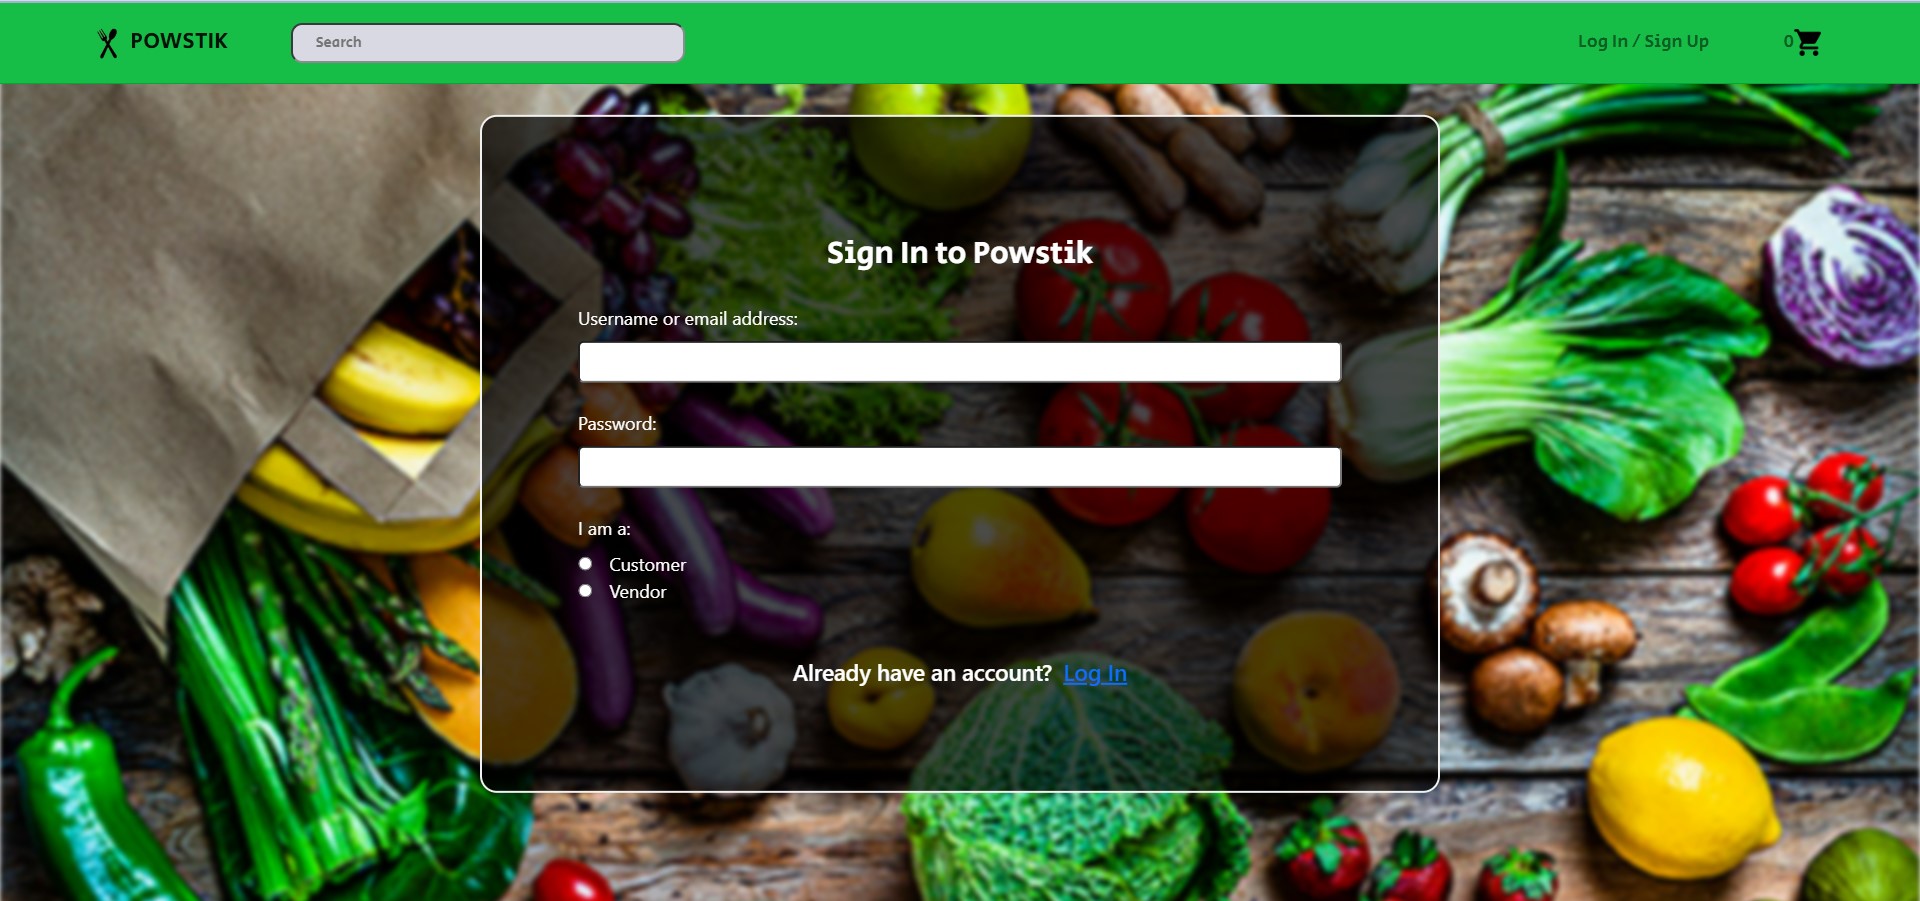 POWSTIK
Search
Log In / Sign Up
0
Sign In to Powstik
Username or email address:
Password:
I am a:
Customer
Vendor
Already have an account? Log In